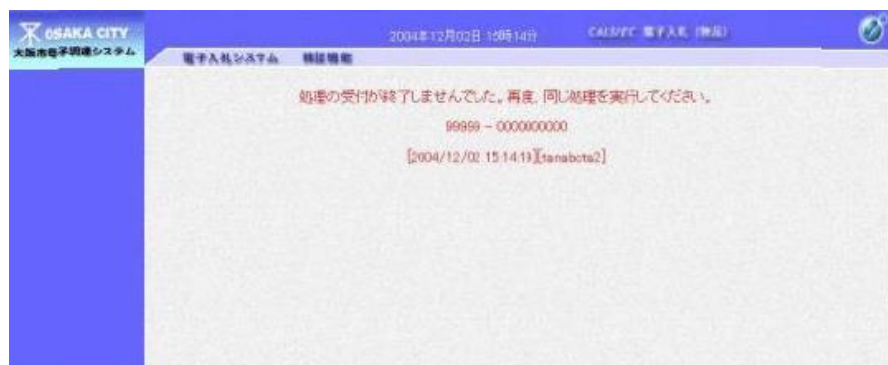 OSAKA CITY
大阪市電子調達システム
2004年12月02日 15時14分
CALS/EC 電子入札 (物品)
電子入札システム 検証機能
処理の受付が終了しませんでした。再度、同じ処理を実行してください。
99999 - 0000000000
[2004/12/02 15:14:19][tanabota2]